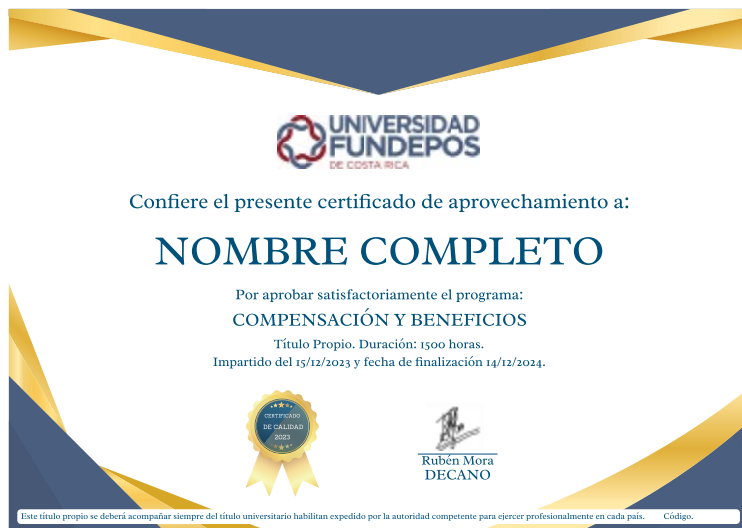 UNIVERSIDAD
FUNDEPOS
DE COSTA RICA
Confiere el presente certificado de aprovechamiento a:
NOMBRE COMPLETO
Por aprobar satisfactoriamente el programa:
COMPENSACIÓN Y BENEFICIOS
Título Propio. Duración: 1500 horas.
Impartido del 15/12/2023 y fecha de finalización 14/12/2024.
CERTIFICADO
DE CALIDAD
2023
Rubén Mora
DECANO
Este título propio se deberá acompañar siempre del título universitario habilitan expedido por la autoridad competente para ejercer profesionalmente en cada país. Código.